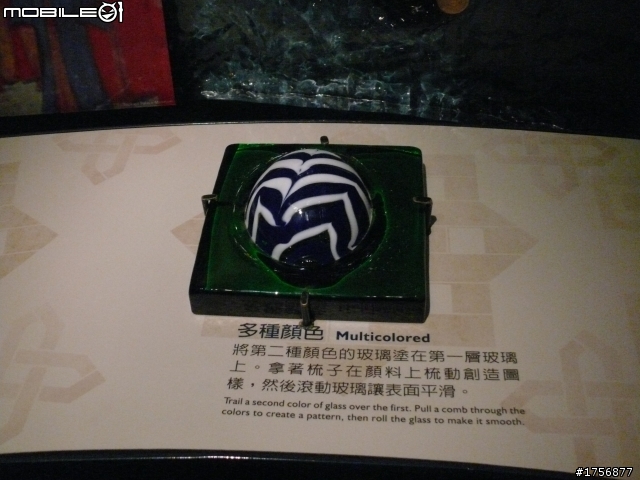 MOBILE01
多種顏色 Multicolored
將第二種顏色的玻璃塗在第一層玻璃
上。拿著梳子在顏料上梳動創造圖
樣，然後滾動玻璃讓表面平滑。
Trail a second color of glass over the first. Pull a comb through the
colors to create a pattern, then roll the glass to make it smooth.
#1756877